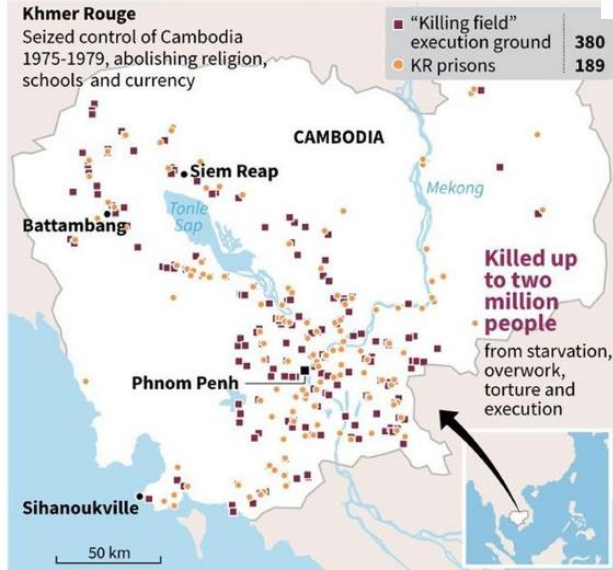 Khmer Rouge
Seized control of Cambodia
1975-1979, abolishing religion,
schools and currency
"Killing field"
execution ground 380
KR prisons 189
CAMBODIA
Siem Reap
Mekong
Tonle
Sap
Battambang
Killed up
to two
million
people
from starvation,
overwork,
torture and
execution
Phnom Penh
Sihanoukville
50 km